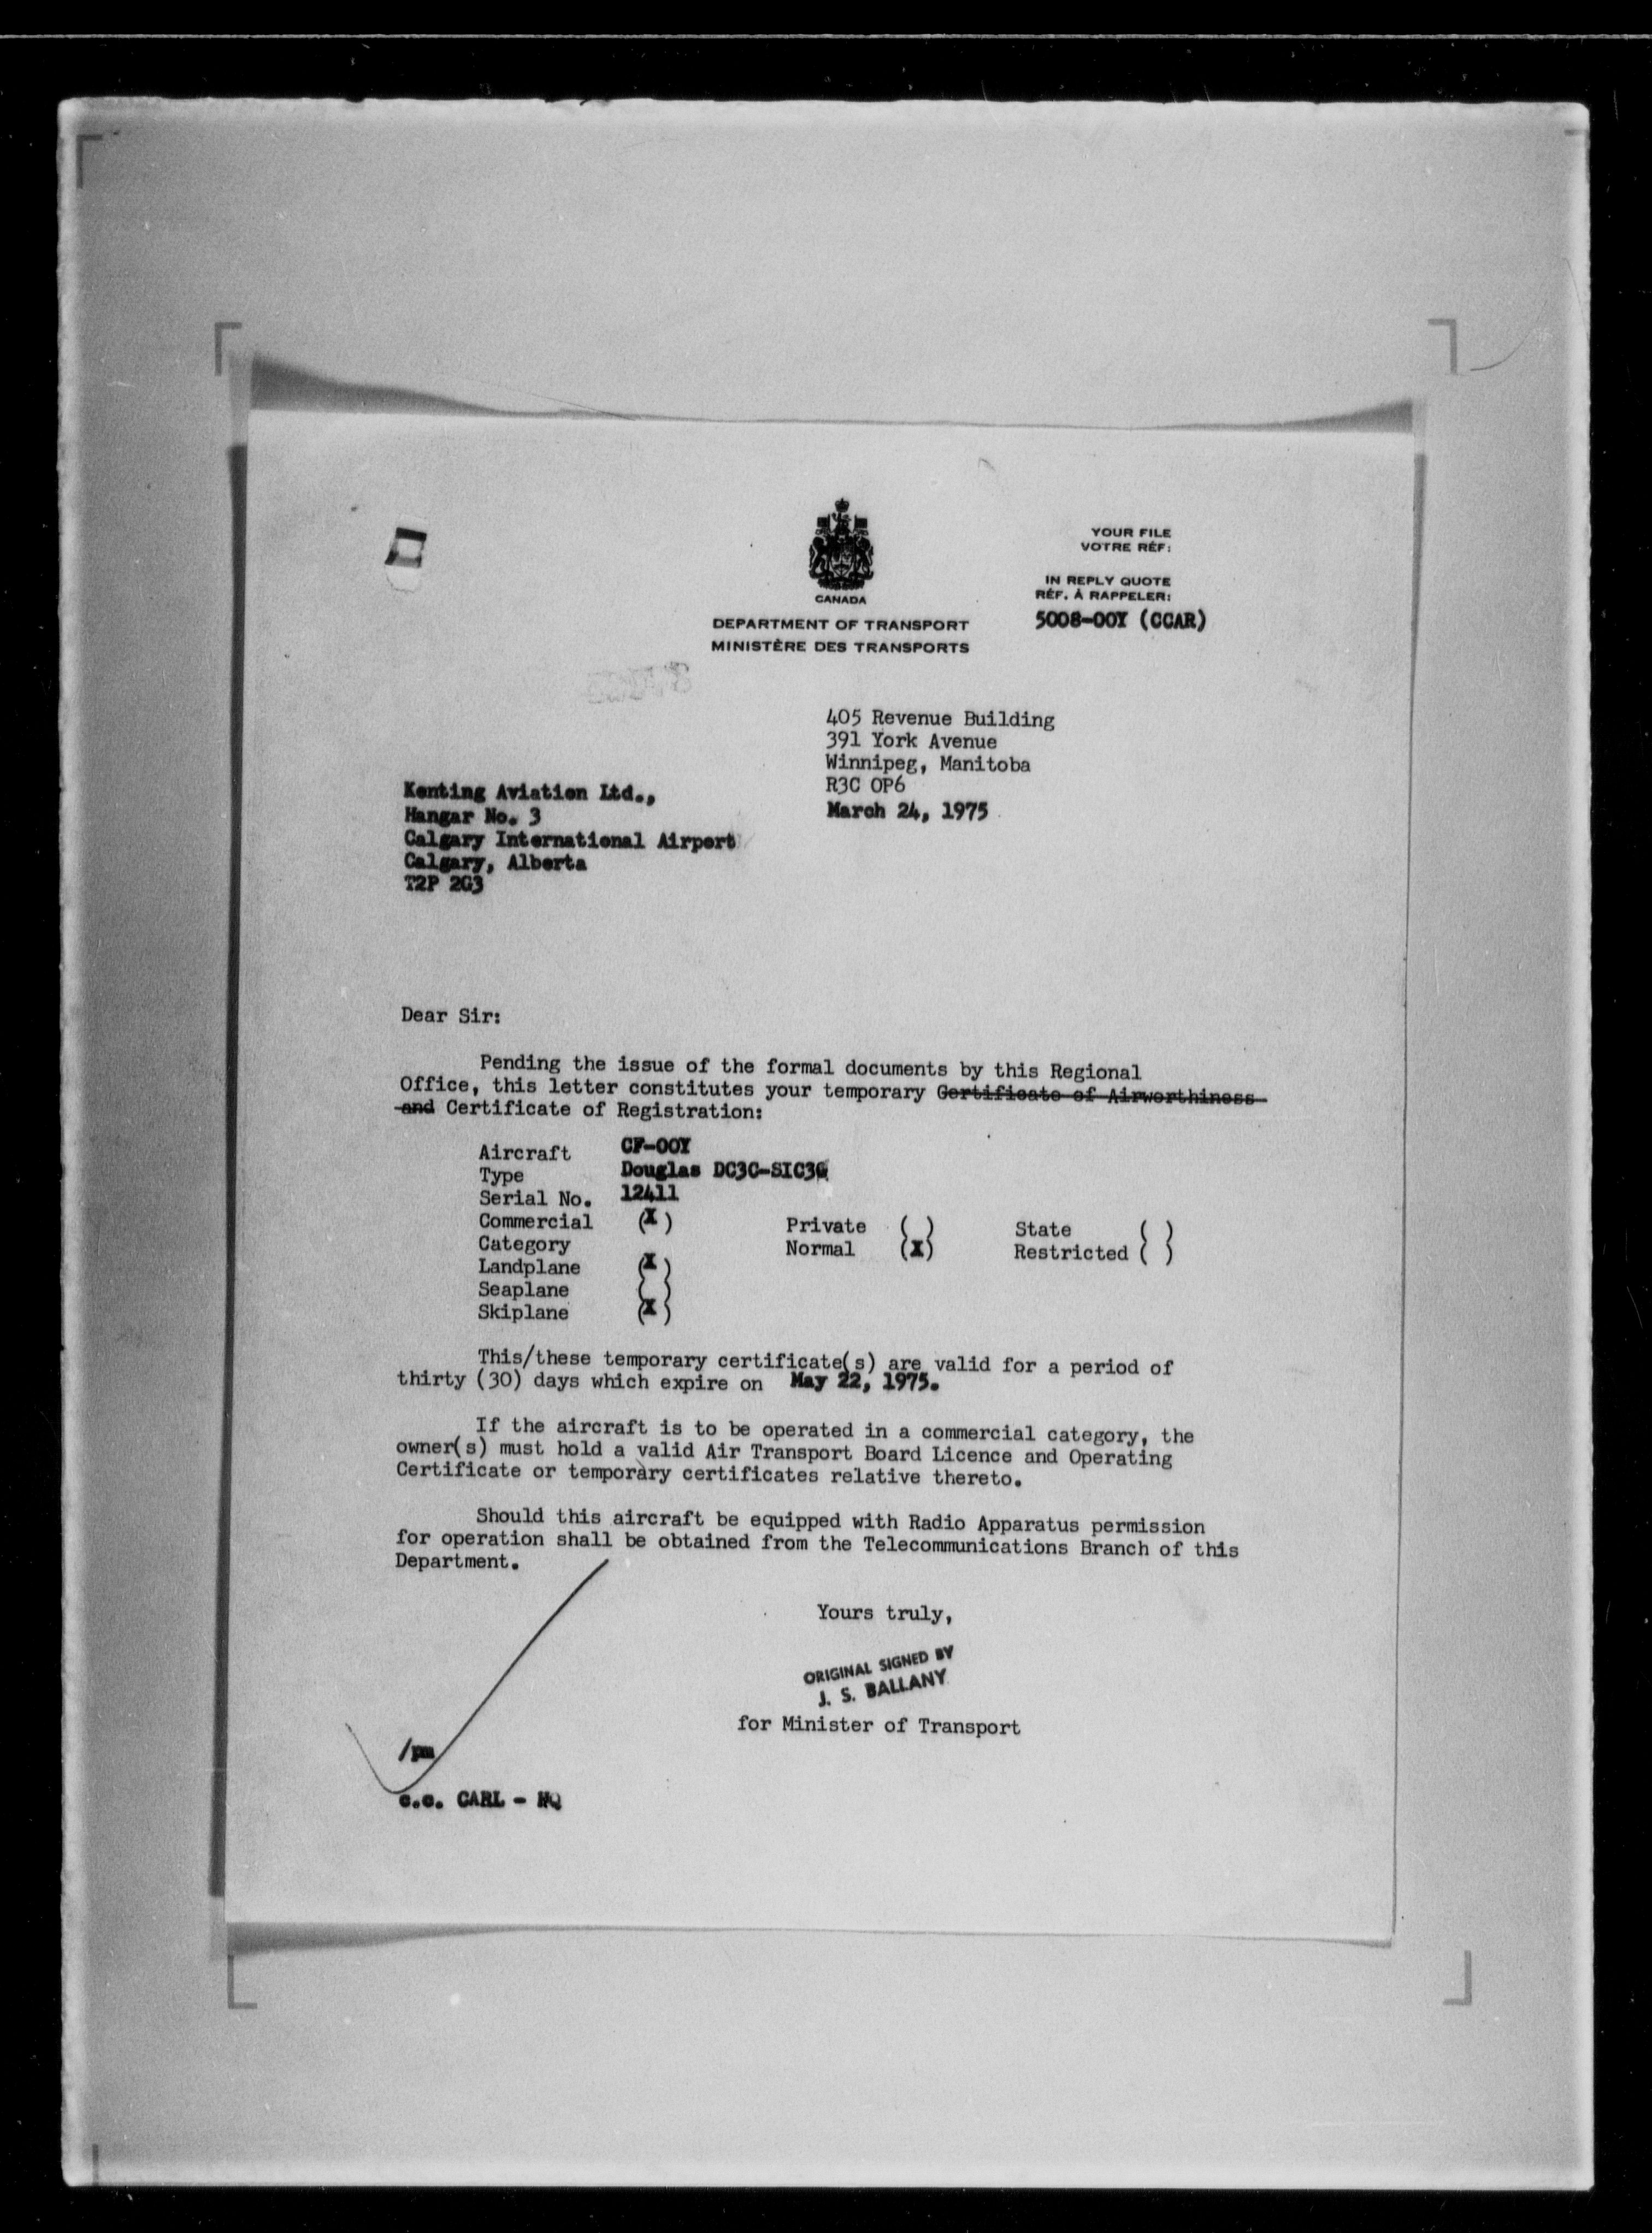 CANADA
DEPARTMENT OF TRANSPORT
MINISTÈRE DES TRANSPORTS
YOUR FILE
VOTRE RÉF:
IN REPLY QUOTE
RÉF. À RAPPELER:
5008-OOY (CCAR)
405 Revenue Building
391 York Avenue
Winnipeg, Manitoba
R3C OP6
March 24, 1975
Kenting Aviation Ltd.,
Hangar No. 3
Calgary International Airport
Calgary, Alberta
T2P 2G3
Dear Sir:
Pending the issue of the formal documents by this Regional
Office, this letter constitutes your temporary Certificate of Airworthiness
and Certificate of Registration:
Aircraft CF-OOY
Type Douglas DC3C-SIC3G
Serial No. 12411
Commercial (X) Private ( ) State ( )
Category Normal (X) Restricted ( )
Landplane (X)
Seaplane ( )
Skiplane (X)
This/these temporary certificate(s) are valid for a period of
thirty (30) days which expire on May 22, 1975.
If the aircraft is to be operated in a commercial category, the
owner(s) must hold a valid Air Transport Board Licence and Operating
Certificate or temporary certificates relative thereto.
Should this aircraft be equipped with Radio Apparatus permission
for operation shall be obtained from the Telecommunications Branch of this
Department.
Yours truly,
ORIGINAL SIGNED BY
J. S. BALLANY
for Minister of Transport
/pm
c.c. CARL - HQ